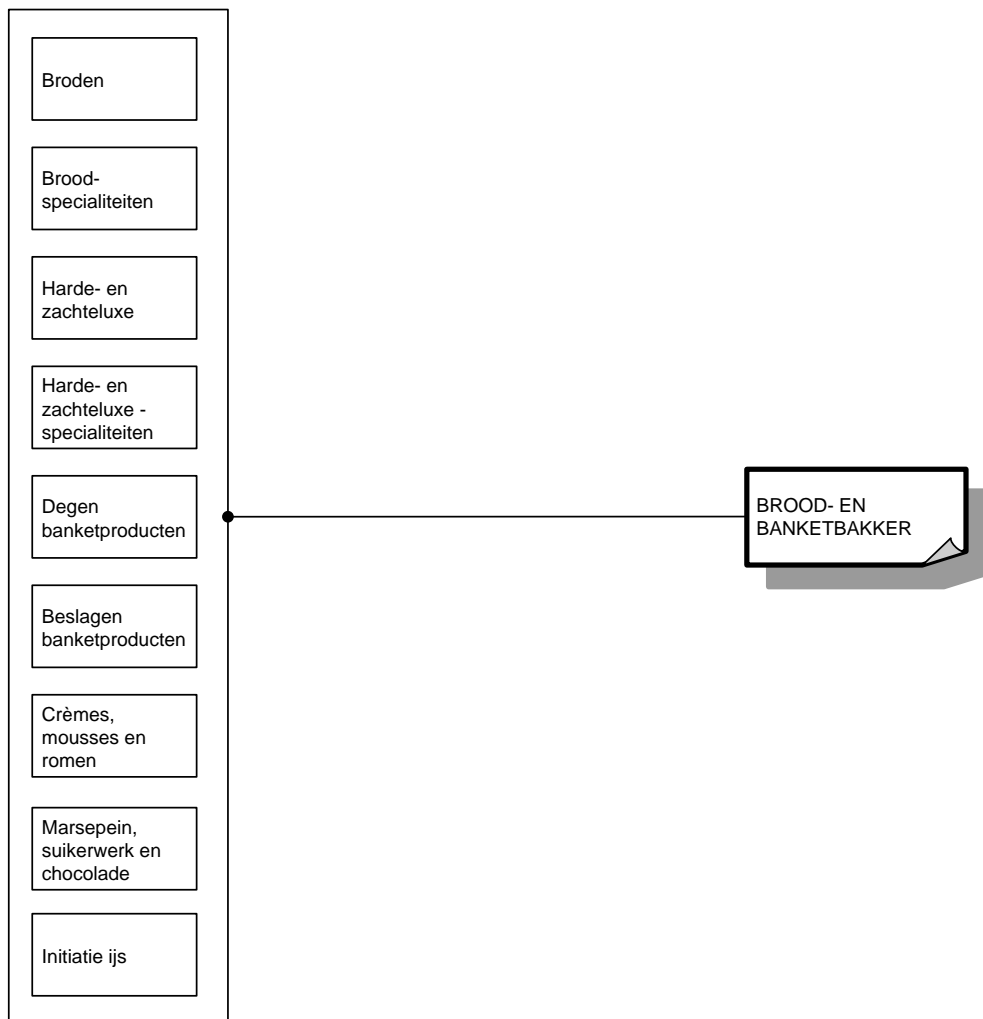 Broden
Brood-
specialiteiten
Harde- en
zachteluxe
Harde- en
zachteluxe -
specialiteiten
Degen
banketproducten
BROOD- EN
BANKETBAKKER
Beslagen
banketproducten
Crèmes,
mousses en
romen
Marsepein,
suikerwerk en
chocolade
Initiatie ijs